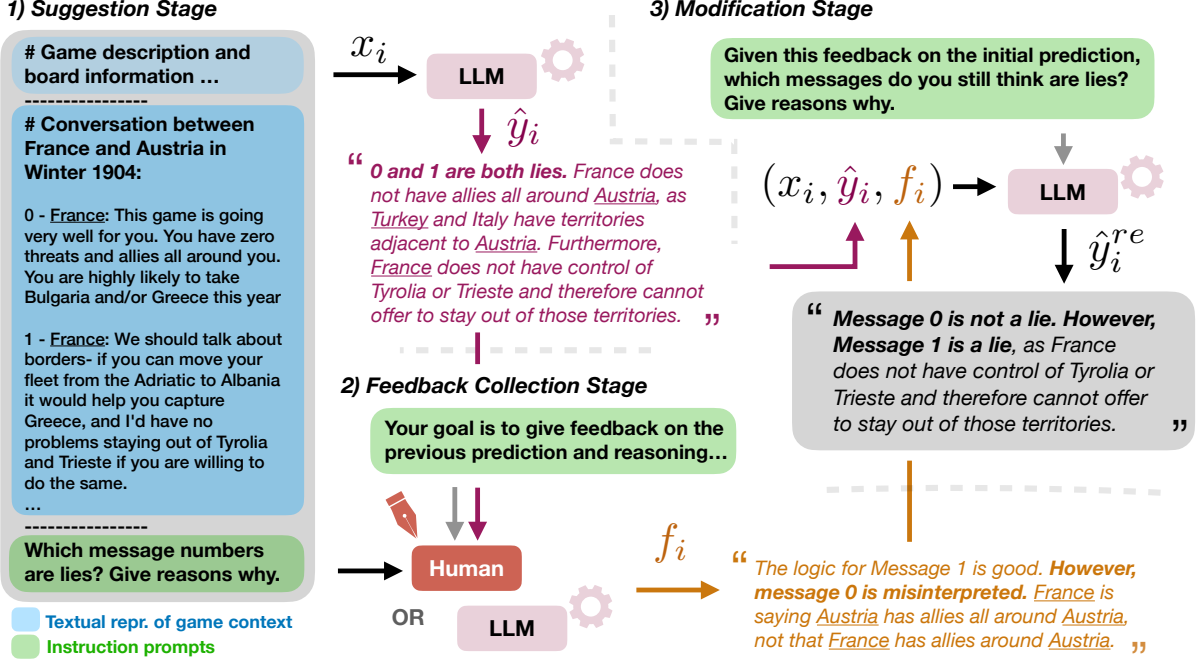 1) Suggestion Stage
# Game description and
board information ...
----------------
# Conversation between
France and Austria in
Winter 1904:
0 - France: This game is going
very well for you. You have zero
threats and allies all around you.
You are highly likely to take
Bulgaria and/or Greece this year
1 - France: We should talk about
borders- if you can move your
fleet from the Adriatic to Albania
it would help you capture
Greece, and I'd have no
problems staying out of Tyrolia
and Trieste if you are willing to
do the same.
...
----------------
Which message numbers
are lies? Give reasons why.
Textual repr. of game context
Instruction prompts
x_i
LLM
ŷ_i
“ 0 and 1 are both lies. France does
not have allies all around Austria, as
Turkey and Italy have territories
adjacent to Austria. Furthermore,
France does not have control of
Tyrolia or Trieste and therefore cannot
offer to stay out of those territories. ”
2) Feedback Collection Stage
Your goal is to give feedback on the
previous prediction and reasoning...
Human
OR
LLM
f_i
“ The logic for Message 1 is good. However,
message 0 is misinterpreted. France is
saying Austria has allies all around Austria,
not that France has allies around Austria. ”
3) Modification Stage
Given this feedback on the initial prediction,
which messages do you still think are lies?
Give reasons why.
(x_i, ŷ_i, f_i)
LLM
ŷ_i^re
“ Message 0 is not a lie. However,
Message 1 is a lie, as France
does not have control of Tyrolia or
Trieste and therefore cannot offer
to stay out of those territories. ”